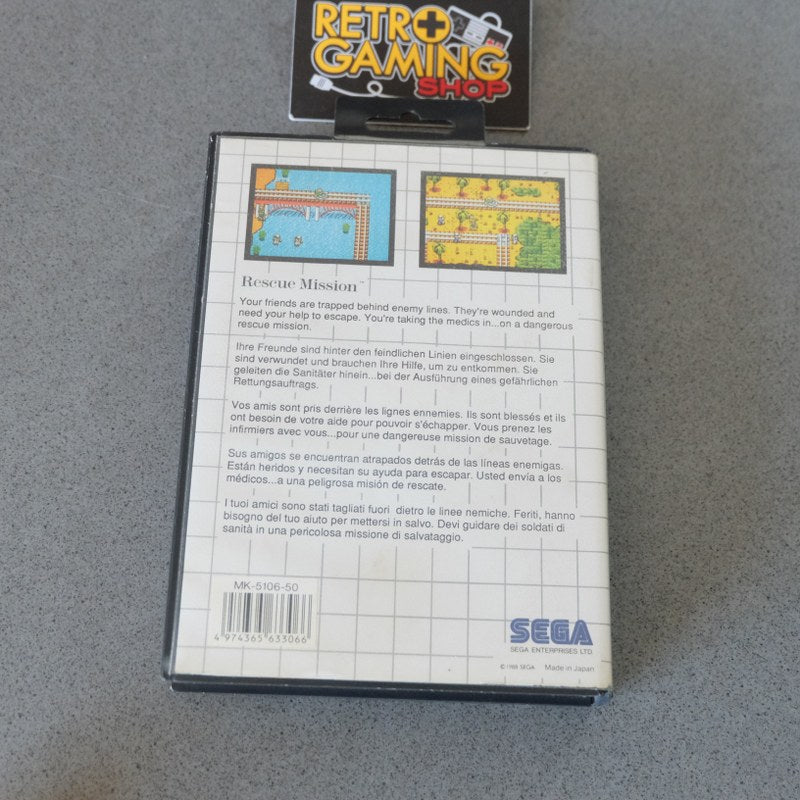 RETRO
GAMING
SHOP
Rescue Mission™
Your friends are trapped behind enemy lines. They're wounded and
need your help to escape. You're taking the medics in...on a dangerous
rescue mission.
Ihre Freunde sind hinter den feindlichen Linien eingeschlossen. Sie
sind verwundet und brauchen Ihre Hilfe, um zu entkommen. Sie
geleiten die Sanitäter hinein...bei der Ausführung eines gefährlichen
Rettungsauftrags.
Vos amis sont pris derrière les lignes ennemies. Ils sont blessés et ils
ont besoin de votre aide pour pouvoir s'échapper. Vous prenez les
infirmiers avec vous...pour une dangereuse mission de sauvetage.
Sus amigos se encuentran atrapados detrás de las líneas enemigas.
Están heridos y necesitan su ayuda para escapar. Usted envía a los
médicos...a una peligrosa misión de rescate.
I tuoi amici sono stati tagliati fuori dietro le linee nemiche. Feriti, hanno
bisogno del tuo aiuto per mettersi in salvo. Devi guidare dei soldati di
sanità in una pericolosa missione di salvataggio.
MK-5106-50
4 974365 633066
SEGA
SEGA ENTERPRISES LTD.
© 1988 SEGA Made in Japan